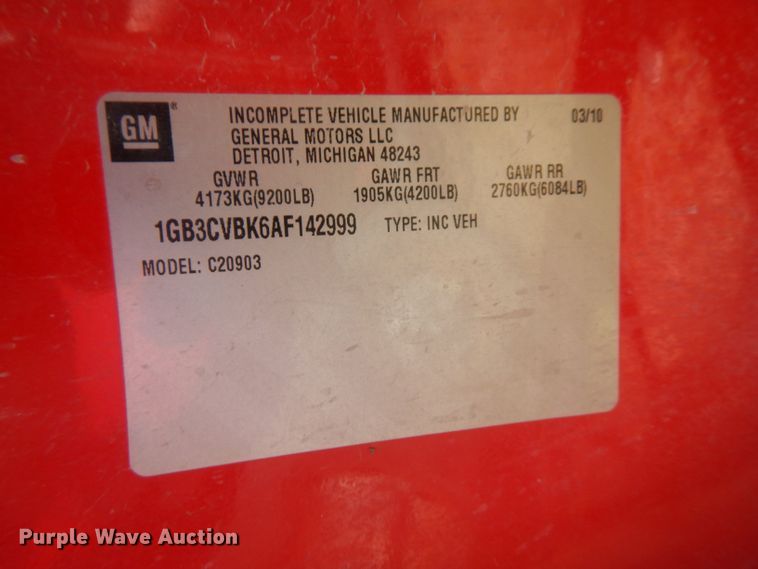 GM ® INCOMPLETE VEHICLE MANUFACTURED BY 03/10
GENERAL MOTORS LLC
DETROIT, MICHIGAN 48243
GVWR GAWR FRT GAWR RR
4173KG(9200LB) 1905KG(4200LB) 2760KG(6084LB)
1GB3CVBK6AF142999 TYPE: INC VEH
MODEL: C20903
Purple Wave Auction